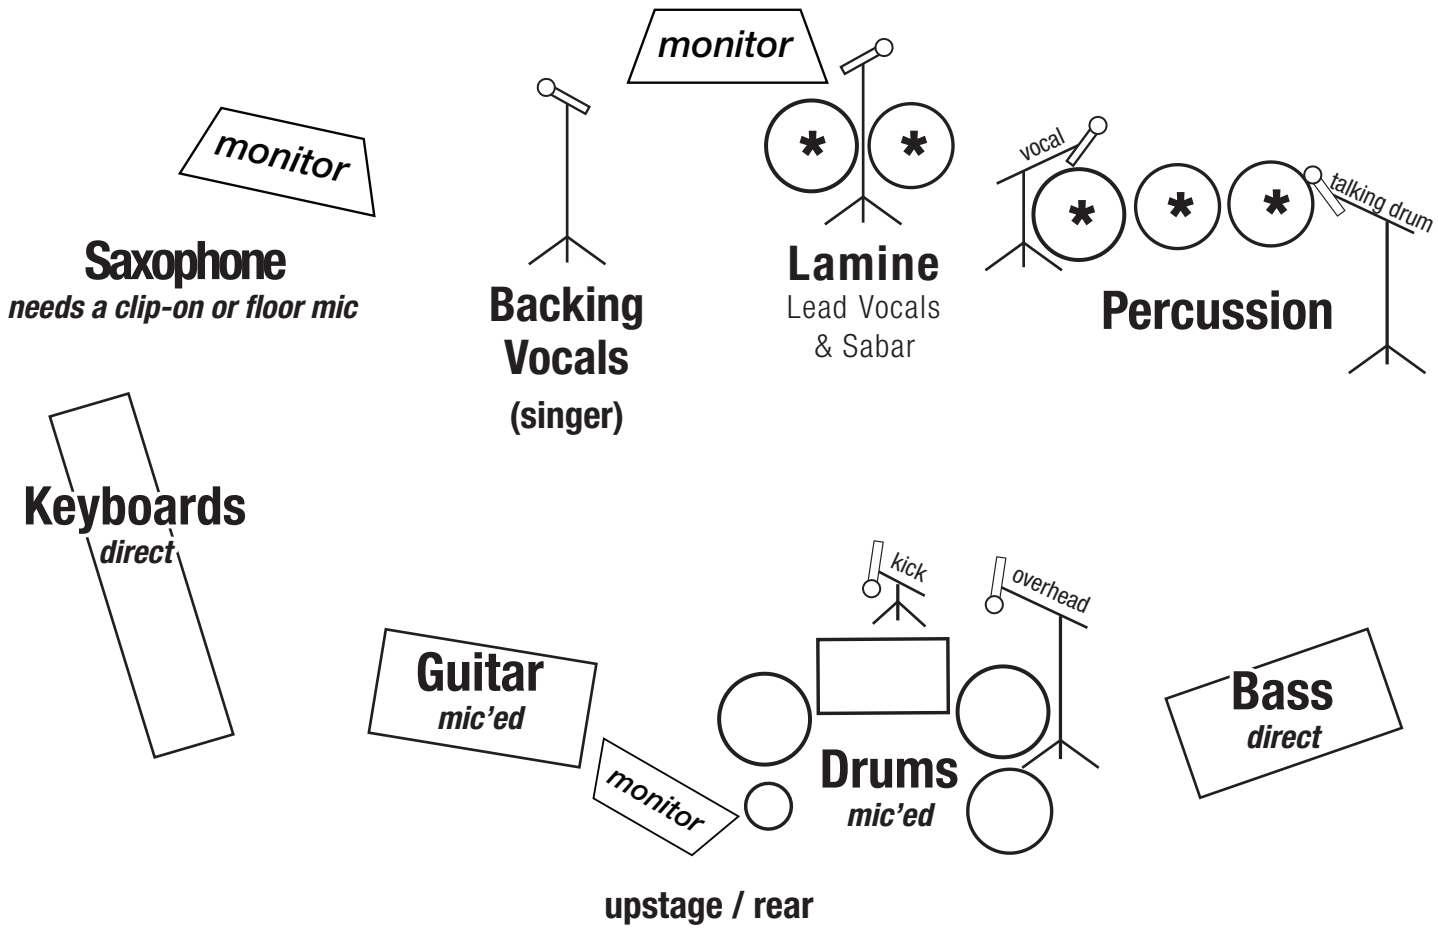 monitor
monitor
vocal
talking drum
* * * * *
Saxophone
needs a clip-on or floor mic
Backing
Vocals
(singer)
Lamine
Lead Vocals
& Sabar
Percussion
Keyboards
direct
kick
overhead
Guitar
mic’ed
monitor
Drums
mic’ed
Bass
direct
upstage / rear